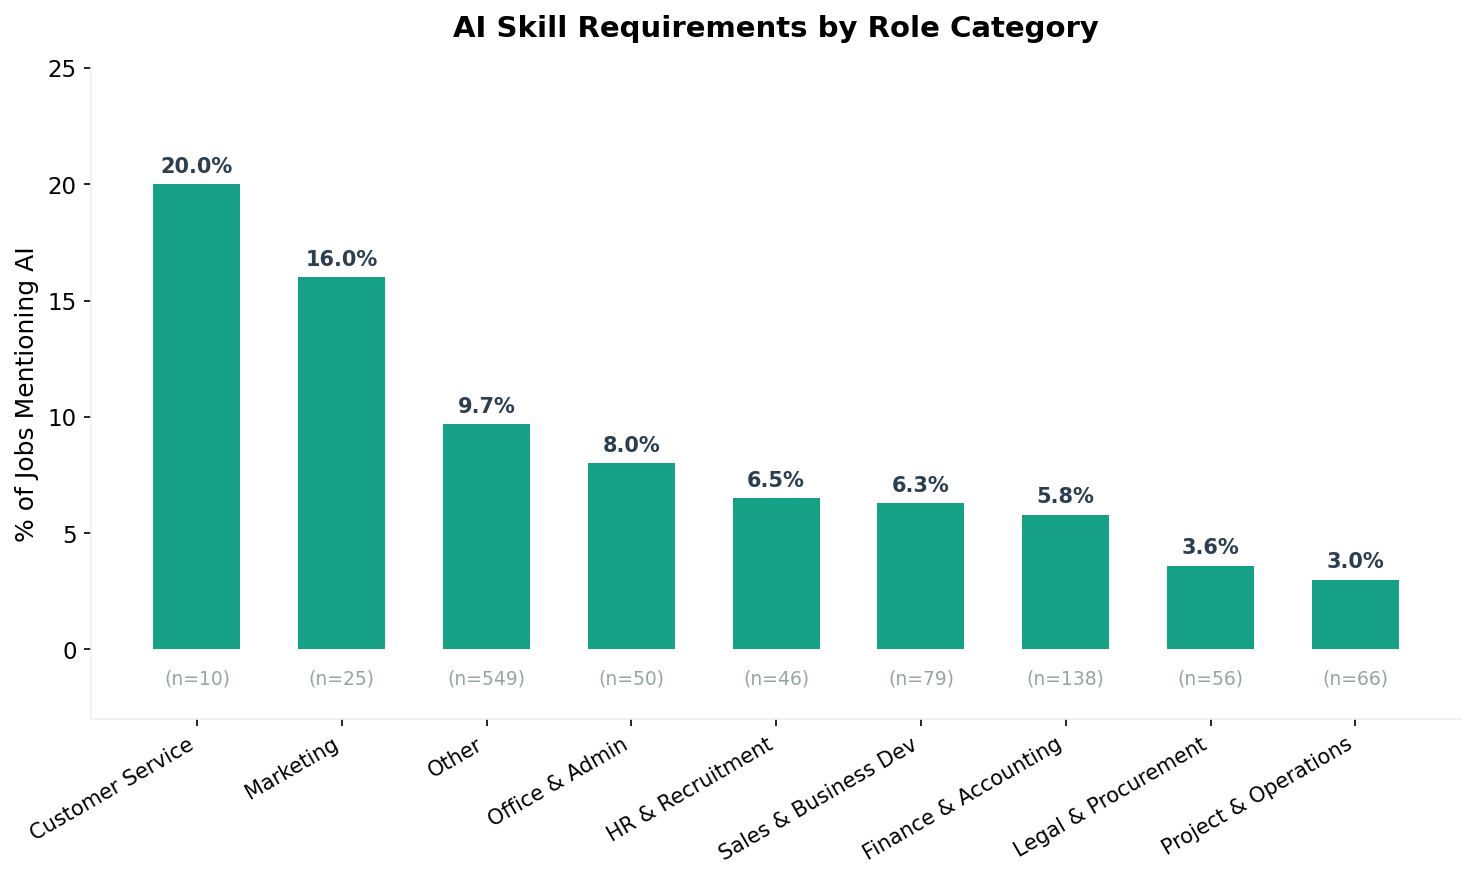 AI Skill Requirements by Role Category
% of Jobs Mentioning AI
25
20
15
10
5
0
20.0%
16.0%
9.7%
8.0%
6.5%
6.3%
5.8%
3.6%
3.0%
(n=10)
(n=25)
(n=549)
(n=50)
(n=46)
(n=79)
(n=138)
(n=56)
(n=66)
Customer Service
Marketing
Other
Office & Admin
HR & Recruitment
Sales & Business Dev
Finance & Accounting
Legal & Procurement
Project & Operations